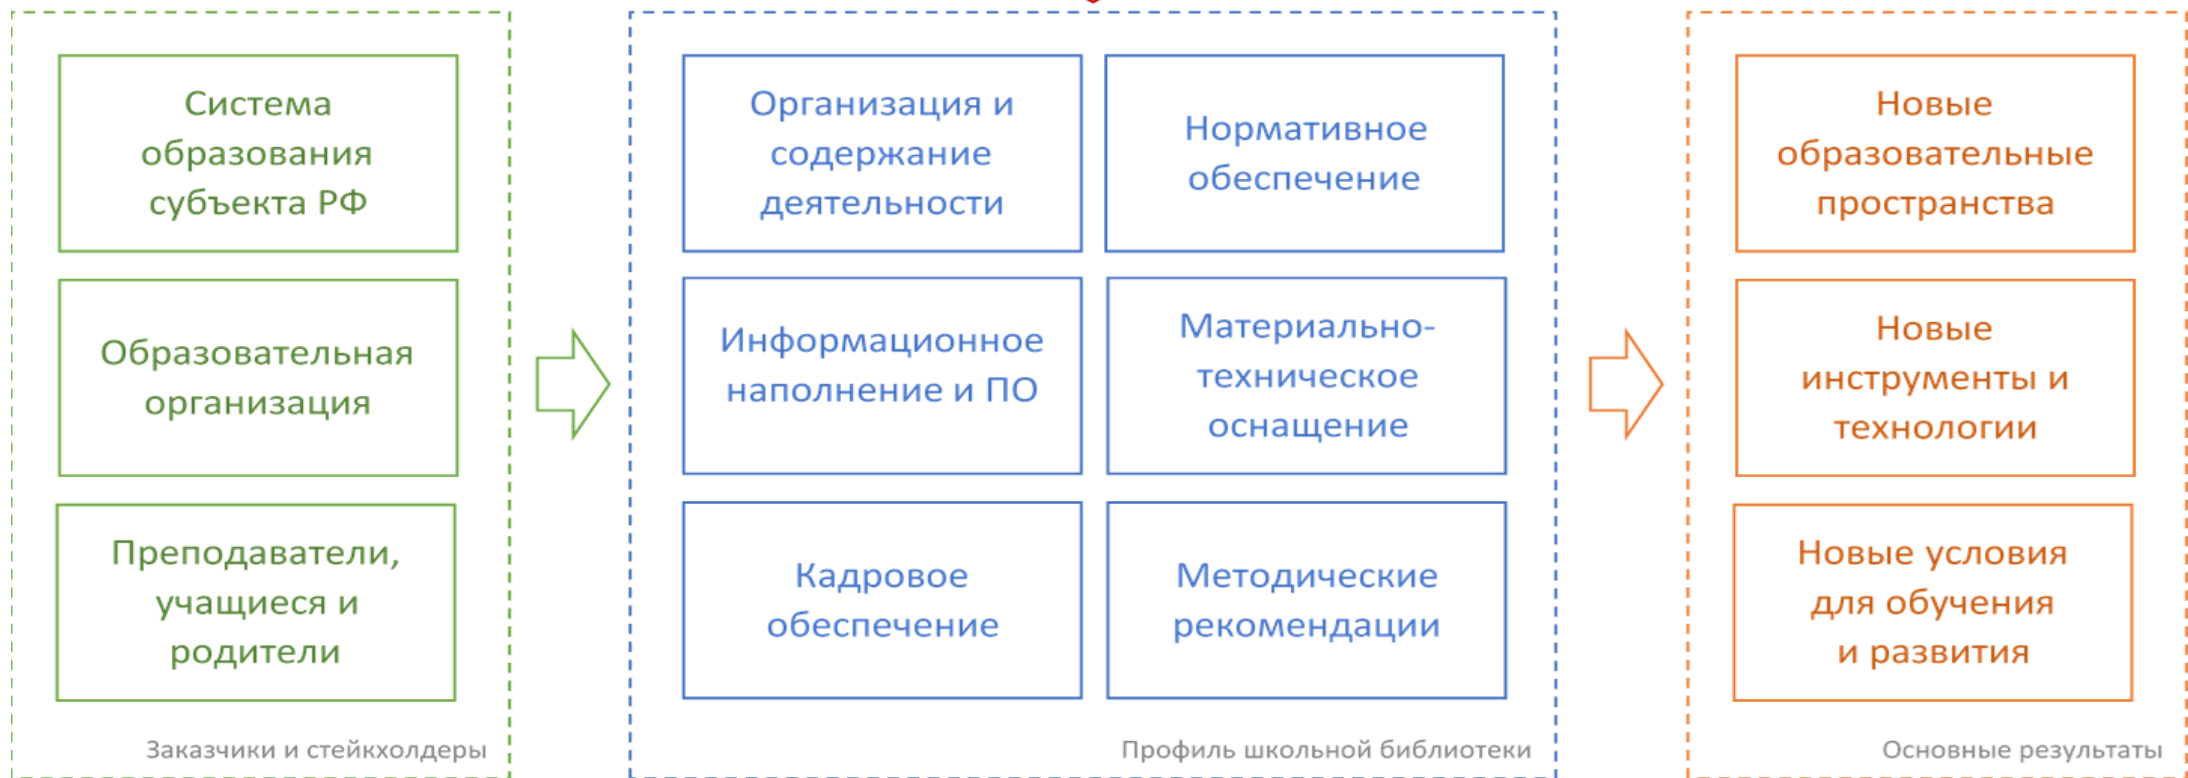 Система
образования
субъекта РФ
Образовательная
организация
Преподаватели,
учащиеся и
родители
Заказчики и стейкхолдеры
Организация и
содержание
деятельности
Нормативное
обеспечение
Информационное
наполнение и ПО
Материально-
техническое
оснащение
Кадровое
обеспечение
Методические
рекомендации
Профиль школьной библиотеки
Новые
образовательные
пространства
Новые
инструменты и
технологии
Новые условия
для обучения
и развития
Основные результаты